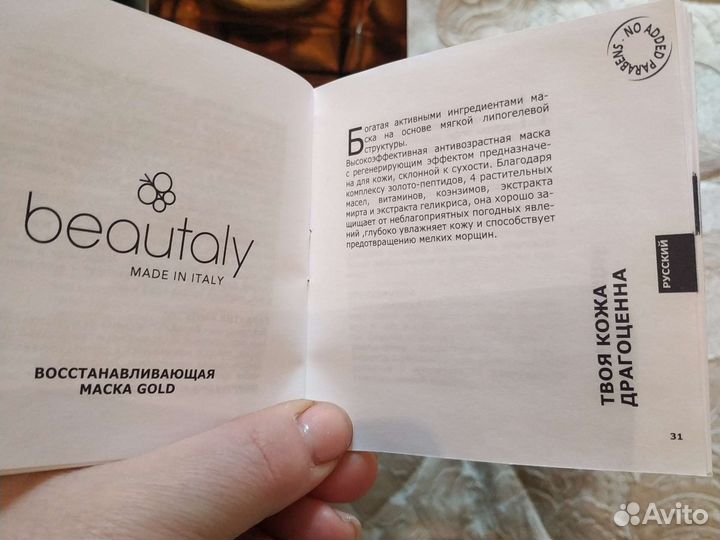 beautaly
MADE IN ITALY
ВОССТАНАВЛИВАЮЩАЯ
МАСКА GOLD
NO ADDED PARABENS
Богатая активными ингредиентами ма-
ска на основе мягкой липогелевой
структуры.
Высокоэффективная антивозрастная маска
с регенерирующим эффектом предназначе-
на для кожи, склонной к сухости. Благодаря
комплексу золото-пептидов, 4 растительных
масел, витаминов, коэнзимов, экстракта
мирта и экстракта геликриса, она хорошо за-
щищает от неблагоприятных погодных явле-
ний ,глубоко увлажняет кожу и способствует
предотвращению мелких морщин.
РУССКИЙ
ТВОЯ КОЖА
ДРАГОЦЕННА
31
Avito